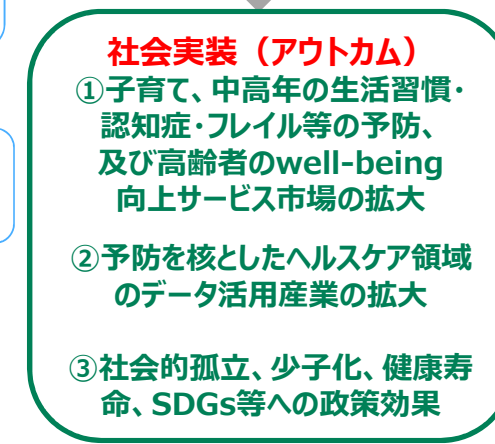 社会実装（アウトカム）
①子育て、中高年の生活習慣・
認知症・フレイル等の予防、
及び高齢者のwell-being
向上サービス市場の拡大
②予防を核としたヘルスケア領域
のデータ活用産業の拡大
③社会的孤立、少子化、健康寿
命、SDGs等への政策効果